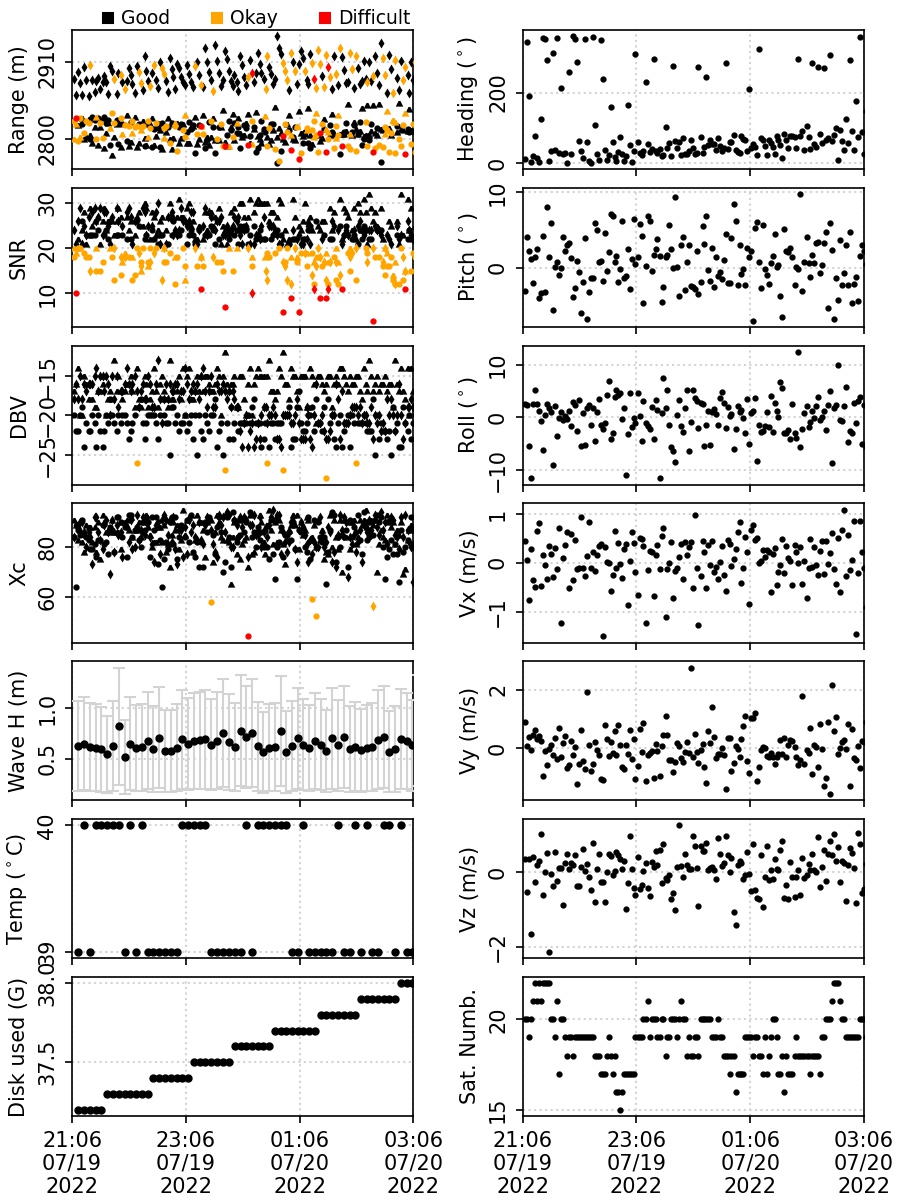 Good Okay Difficult
Range (m)
2910
2800
Heading (°)
200
0
SNR
30
20
10
Pitch (°)
10
0
DBV
−15
−20
−25
Roll (°)
10
0
−10
Xc
80
60
Vx (m/s)
1
0
−1
Wave H (m)
1.0
0.5
Vy (m/s)
2
0
Temp (°C)
40
39
Vz (m/s)
0
−2
Disk used (G)
38.0
37.5
Sat. Numb.
20
15
21:06 23:06 01:06 03:06
07/19 07/19 07/20 07/20
2022 2022 2022 2022
21:06 23:06 01:06 03:06
07/19 07/19 07/20 07/20
2022 2022 2022 2022